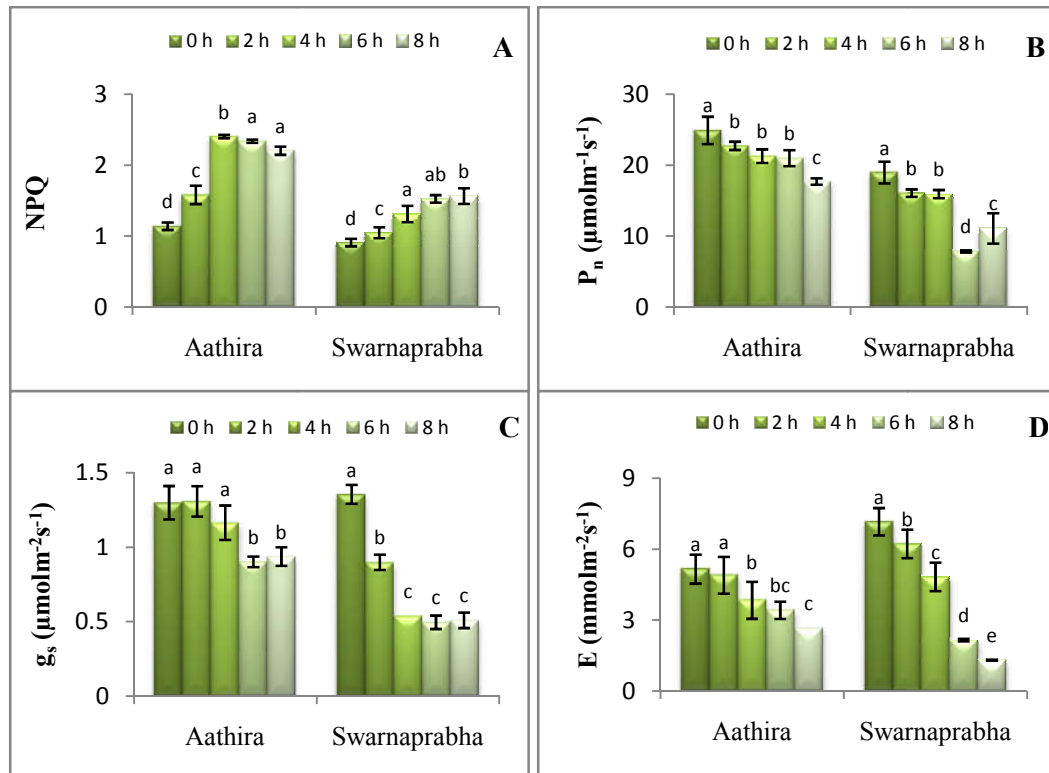 0 h 2 h 4 h 6 h 8 h
A
NPQ
3
2
1
0
d c b a a
d c a ab b
Aathira Swarnaprabha
0 h 2 h 4 h 6 h 8 h
B
Pₙ (µmolm⁻¹s⁻¹)
30
20
10
0
a b b b c
a b b d c
Aathira Swarnaprabha
0 h 2 h 4 h 6 h 8 h
C
gₛ (µmolm⁻²s⁻¹)
1.5
1
0.5
0
a a a b b
a b c c c
Aathira Swarnaprabha
0 h 2 h 4 h 6 h 8 h
D
E (mmolm⁻²s⁻¹)
9
6
3
0
a a b bc c
a b c d e
Aathira Swarnaprabha